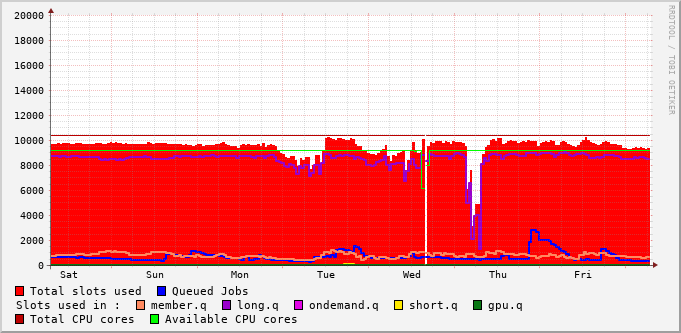 20000
18000
16000
14000
12000
10000
8000
6000
4000
2000
0
Sat Sun Mon Tue Wed Thu Fri
Total slots used Queued Jobs
Slots used in : member.q long.q ondemand.q short.q gpu.q
Total CPU cores Available CPU cores
RRDTOOL / TOBI OETIKER